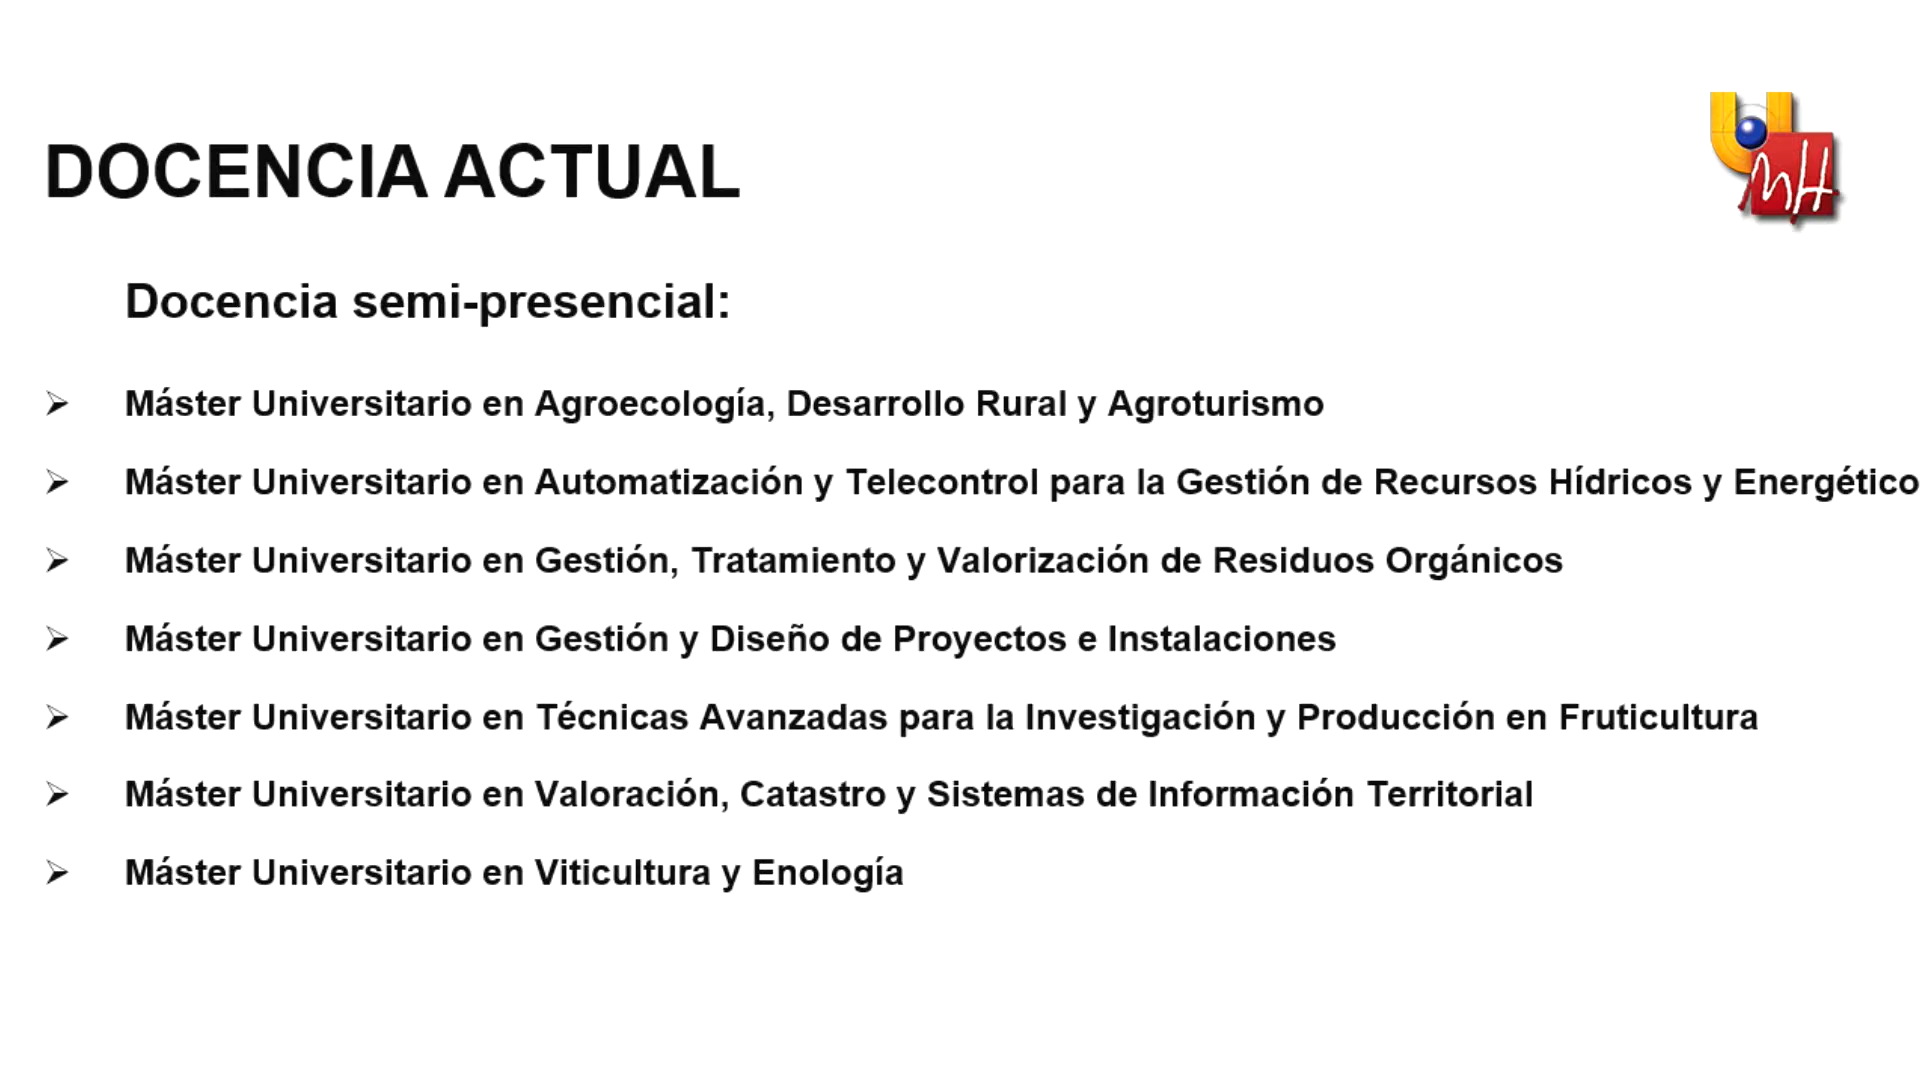 DOCENCIA ACTUAL
UMH
Docencia semi-presencial:
➢ Máster Universitario en Agroecología, Desarrollo Rural y Agroturismo
➢ Máster Universitario en Automatización y Telecontrol para la Gestión de Recursos Hídricos y Energético
➢ Máster Universitario en Gestión, Tratamiento y Valorización de Residuos Orgánicos
➢ Máster Universitario en Gestión y Diseño de Proyectos e Instalaciones
➢ Máster Universitario en Técnicas Avanzadas para la Investigación y Producción en Fruticultura
➢ Máster Universitario en Valoración, Catastro y Sistemas de Información Territorial
➢ Máster Universitario en Viticultura y Enología